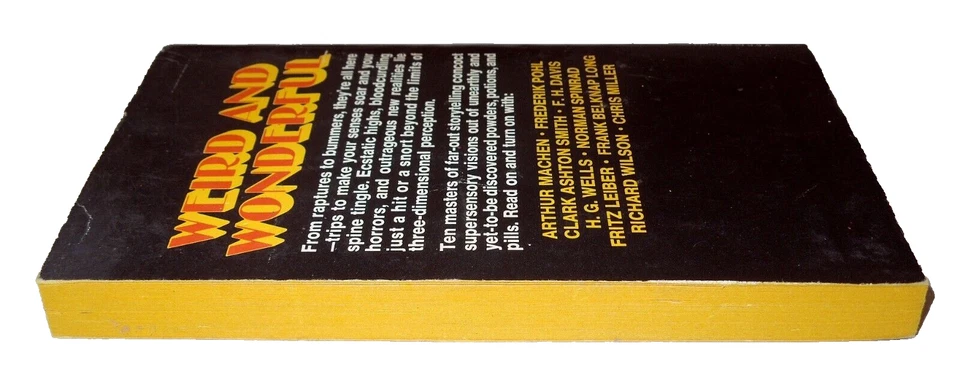 WEIRD AND
WONDERFUL
From raptures to bummers, they're all here
—trips to make your senses soar and your
spine tingle. Ecstatic highs, bloodcurdling
horrors, and outrageous new realities lie
just a hit or a snort beyond the limits of
three-dimensional perception.
Ten masters of far-out storytelling concoct
supersensory visions out of unearthly and
yet-to-be discovered powders, potions, and
pills. Read on and turn on with:
ARTHUR MACHEN • FREDERIK POHL
CLARK ASHTON SMITH • F. H. DAVIS
H. G. WELLS • NORMAN SPINRAD
FRITZ LEIBER • FRANK BELKNAP LONG
RICHARD WILSON • CHRIS MILLER